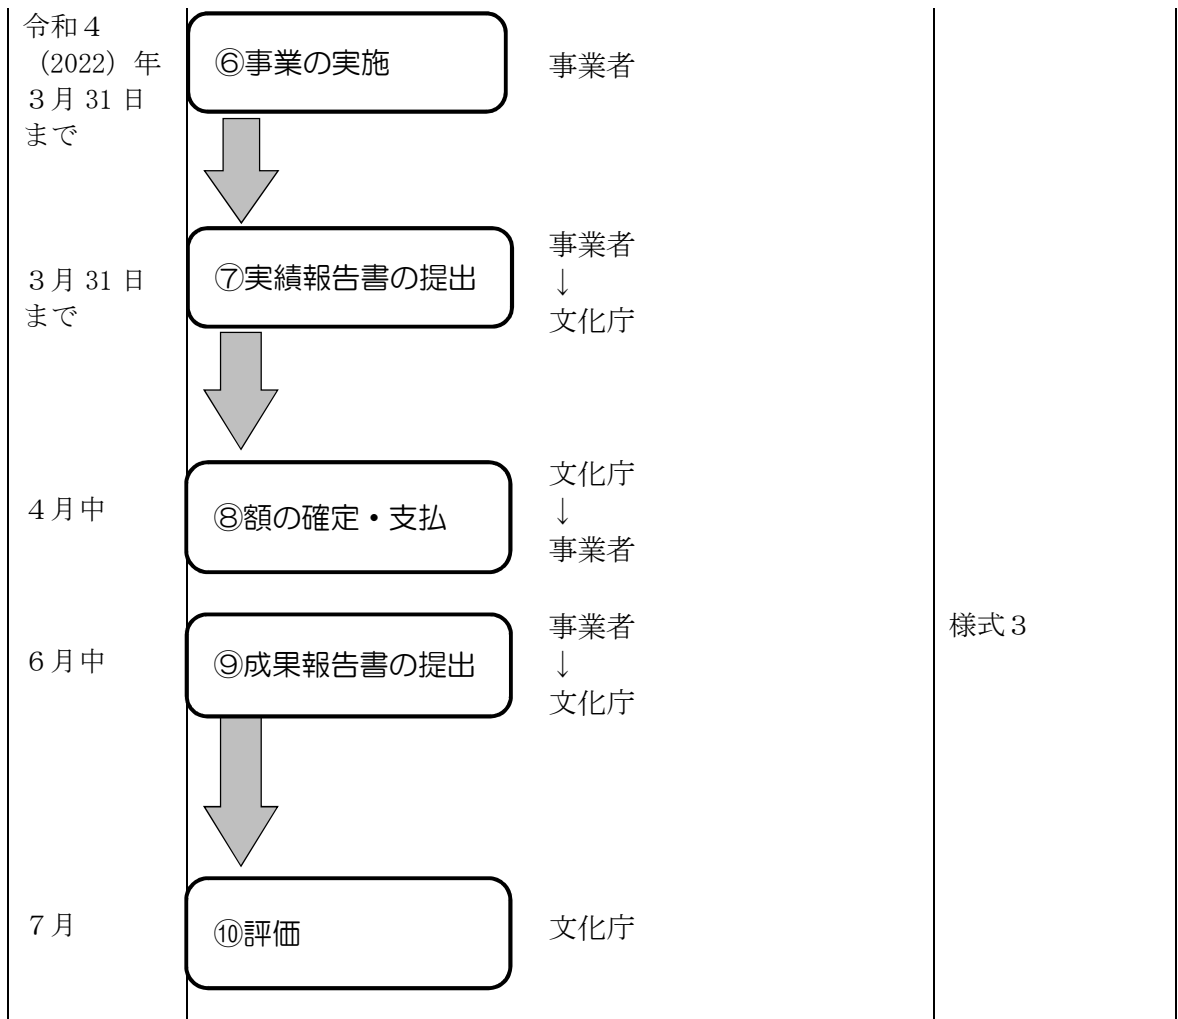 令和４
（2022）年
３月 31 日
まで
⑥事業の実施
事業者
３月 31 日
まで
⑦実績報告書の提出
事業者
↓
文化庁
４月中
⑧額の確定・支払
文化庁
↓
事業者
６月中
⑨成果報告書の提出
事業者
↓
文化庁
様式３
７月
⑩評価
文化庁